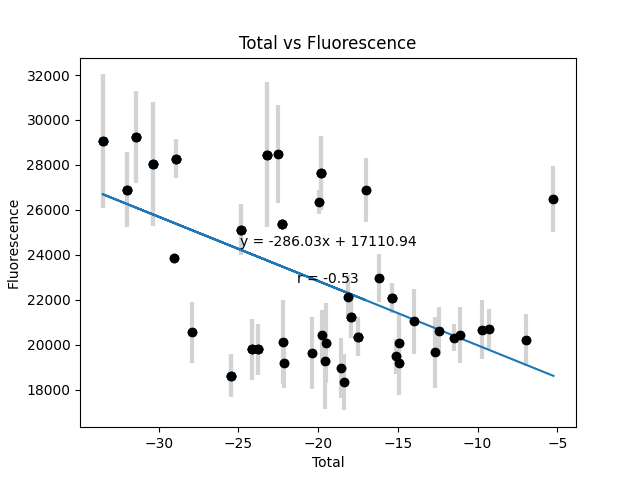 Total vs Fluorescence
32000
30000
28000
26000
24000
22000
20000
18000
Fluorescence
y = -286.03x + 17110.94
r = -0.53
−30 −25 −20 −15 −10 −5
Total